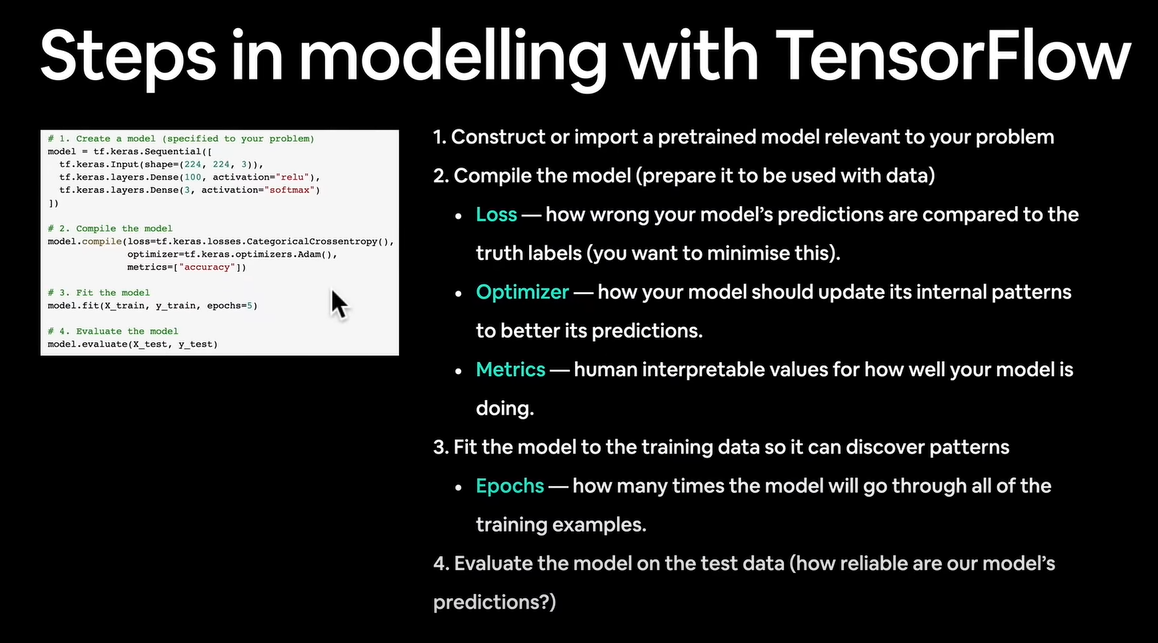 Steps in modelling with TensorFlow
# 1. Create a model (specified to your problem)
model = tf.keras.Sequential([
  tf.keras.Input(shape=(224, 224, 3)),
  tf.keras.layers.Dense(100, activation="relu"),
  tf.keras.layers.Dense(3, activation="softmax")
])
# 2. Compile the model
model.compile(loss=tf.keras.losses.CategoricalCrossentropy(),
              optimizer=tf.keras.optimizers.Adam(),
              metrics=["accuracy"])
# 3. Fit the model
model.fit(X_train, y_train, epochs=5)
# 4. Evaluate the model
model.evaluate(X_test, y_test)
1. Construct or import a pretrained model relevant to your problem
2. Compile the model (prepare it to be used with data)
• Loss — how wrong your model’s predictions are compared to the
truth labels (you want to minimise this).
• Optimizer — how your model should update its internal patterns
to better its predictions.
• Metrics — human interpretable values for how well your model is
doing.
3. Fit the model to the training data so it can discover patterns
• Epochs — how many times the model will go through all of the
training examples.
4. Evaluate the model on the test data (how reliable are our model’s
predictions?)